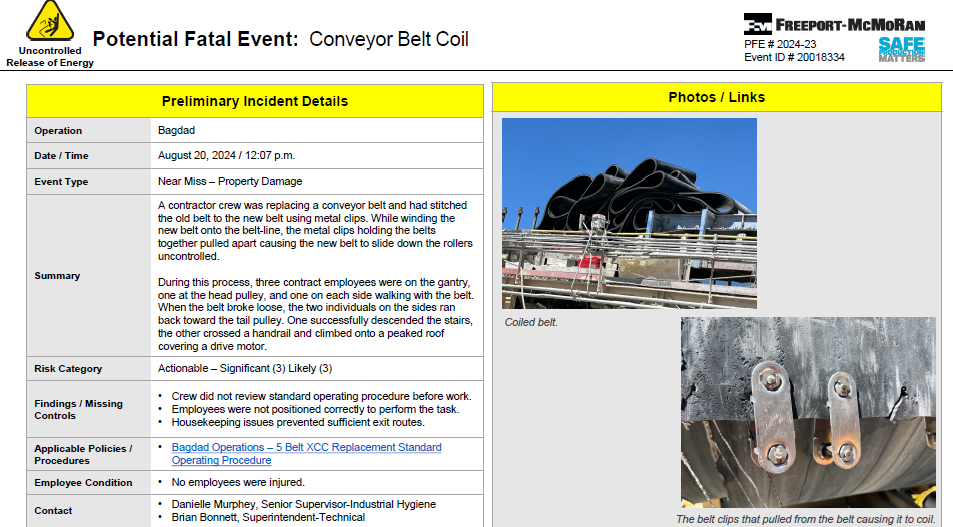 Uncontrolled
Release of Energy
Potential Fatal Event: Conveyor Belt Coil
FM FREEPORT-McMoRAN
PFE # 2024-23
Event ID # 20018334
SAFE
PRODUCTION
MATTERS
Preliminary Incident Details
Operation
Bagdad
Date / Time
August 20, 2024 / 12:07 p.m.
Event Type
Near Miss – Property Damage
Summary
A contractor crew was replacing a conveyor belt and had stitched
the old belt to the new belt using metal clips. While winding the
new belt onto the belt-line, the metal clips holding the belts
together pulled apart causing the new belt to slide down the rollers
uncontrolled.
During this process, three contract employees were on the gantry,
one at the head pulley, and one on each side walking with the belt.
When the belt broke loose, the two individuals on the sides ran
back toward the tail pulley. One successfully descended the stairs,
the other crossed a handrail and climbed onto a peaked roof
covering a drive motor.
Risk Category
Actionable – Significant (3) Likely (3)
Findings / Missing
Controls
• Crew did not review standard operating procedure before work.
• Employees were not positioned correctly to perform the task.
• Housekeeping issues prevented sufficient exit routes.
Applicable Policies /
Procedures
• Bagdad Operations – 5 Belt XCC Replacement Standard
Operating Procedure
Employee Condition
• No employees were injured.
Contact
• Danielle Murphey, Senior Supervisor-Industrial Hygiene
• Brian Bonnett, Superintendent-Technical
Photos / Links
Coiled belt.
The belt clips that pulled from the belt causing it to coil.